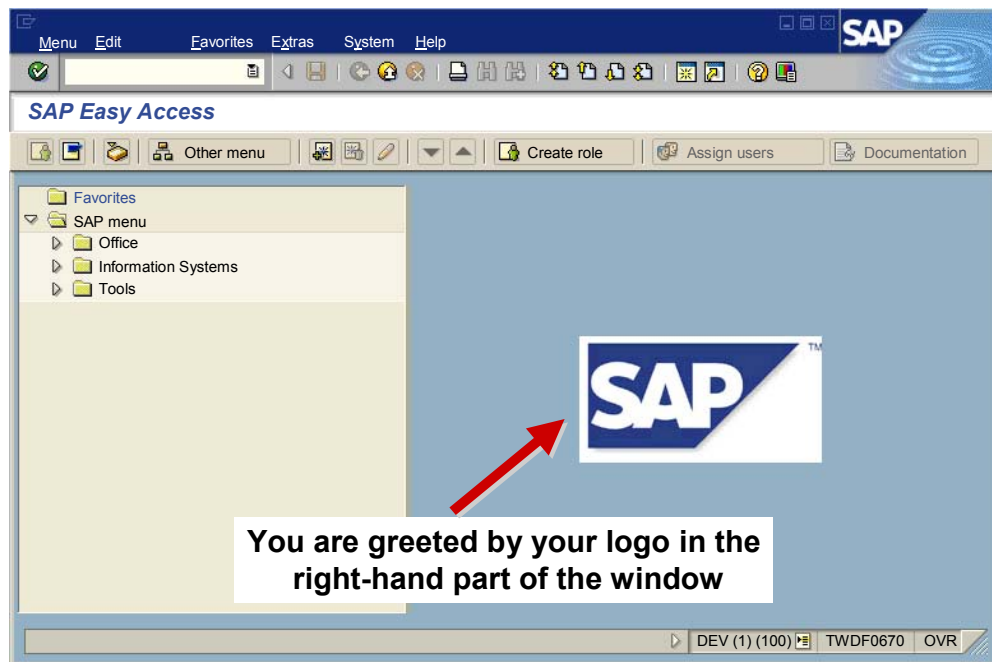 Menu Edit Favorites Extras System Help
SAP
SAP Easy Access
Other menu Create role Assign users Documentation
Favorites
SAP menu
Office
Information Systems
Tools
SAP TM
You are greeted by your logo in the
right-hand part of the window
DEV (1) (100) TWDF0670 OVR